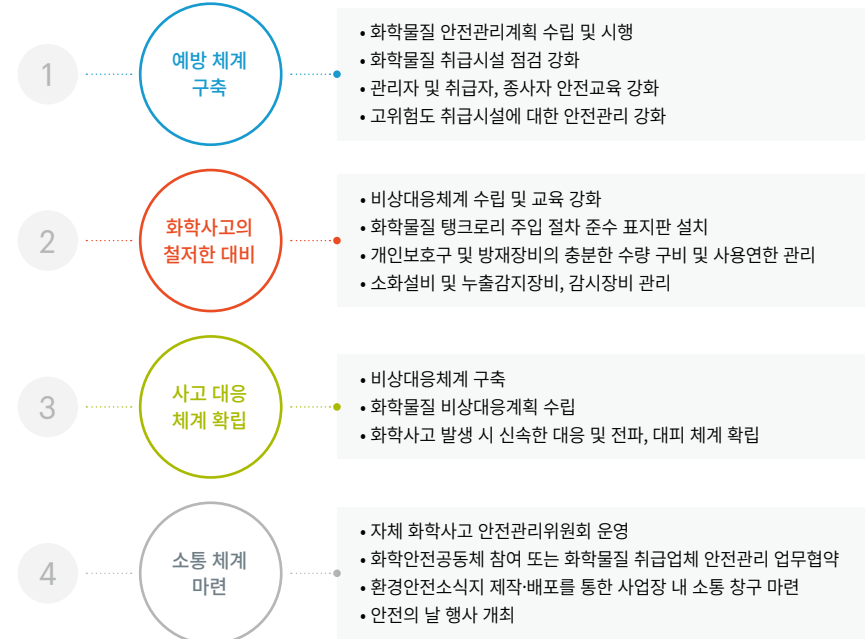 1
예방 체계
구축
• 화학물질 안전관리계획 수립 및 시행
• 화학물질 취급시설 점검 강화
• 관리자 및 취급자, 종사자 안전교육 강화
• 고위험도 취급시설에 대한 안전관리 강화
2
화학사고의
철저한 대비
• 비상대응체계 수립 및 교육 강화
• 화학물질 탱크로리 주입 절차 준수 표지판 설치
• 개인보호구 및 방재장비의 충분한 수량 구비 및 사용연한 관리
• 소화설비 및 누출감지장비, 감시장비 관리
3
사고 대응
체계 확립
• 비상대응체계 구축
• 화학물질 비상대응계획 수립
• 화학사고 발생 시 신속한 대응 및 전파, 대피 체계 확립
4
소통 체계
마련
• 자체 화학사고 안전관리위원회 운영
• 화학안전공동체 참여 또는 화학물질 취급업체 안전관리 업무협약
• 환경안전소식지 제작·배포를 통한 사업장 내 소통 창구 마련
• 안전의 날 행사 개최